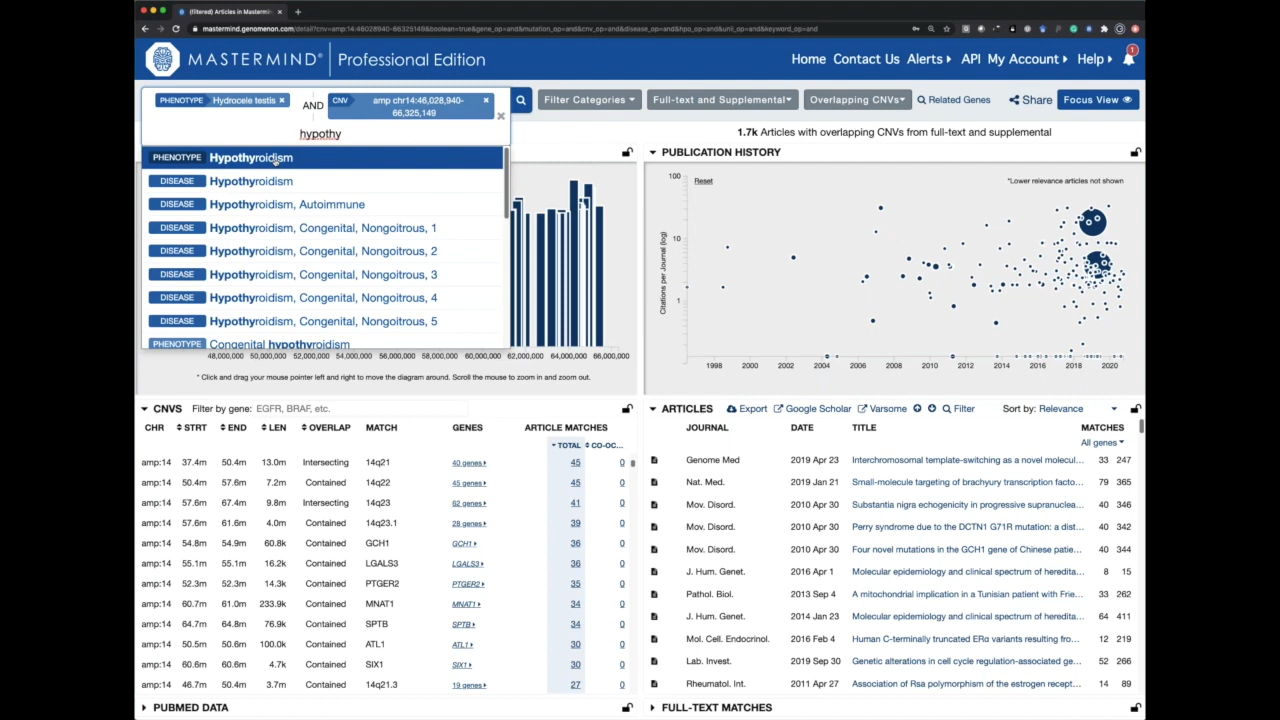 (filtered) Articles in Mastermin
mastermind.genomenon.com/detail?cnv=amp:14:46028940-66325149&boolean=true&gene_op=and&mutation_op=and&cnv_op=and&disease_op=and&hpo_op=and&unii_op=and&keyword_op=and
MASTERMIND® Professional Edition
Home Contact Us Alerts API My Account Help 1
PHENOTYPE Hydrocele testis × AND CNV amp chr14:46,028,940-66,325,149 ×
hypothy
Filter Categories Full-text and Supplemental Overlapping CNVs Related Genes Share Focus View
1.7k Articles with overlapping CNVs from full-text and supplemental
PHENOTYPE Hypothyroidism
DISEASE Hypothyroidism
DISEASE Hypothyroidism, Autoimmune
DISEASE Hypothyroidism, Congenital, Nongoitrous, 1
DISEASE Hypothyroidism, Congenital, Nongoitrous, 2
DISEASE Hypothyroidism, Congenital, Nongoitrous, 3
DISEASE Hypothyroidism, Congenital, Nongoitrous, 4
DISEASE Hypothyroidism, Congenital, Nongoitrous, 5
PHENOTYPE Congenital hypothyroidism
48,000,000 50,000,000 52,000,000 54,000,000 56,000,000 58,000,000 60,000,000 62,000,000 64,000,000 66,000,000
* Click and drag your mouse pointer left and right to move the diagram around. Scroll the mouse to zoom in and zoom out.
PUBLICATION HISTORY
Reset
*Lower relevance articles not shown
Citations per Journal (log)
100
10
1
1998 2000 2002 2004 2006 2008 2010 2012 2014 2016 2018 2020
CNVS Filter by gene: EGFR, BRAF, etc.
CHR STRT END LEN OVERLAP MATCH GENES ARTICLE MATCHES
TOTAL CO-OC...
amp:14 37.4m 50.4m 13.0m Intersecting 14q21 40 genes 45 0
amp:14 50.4m 57.6m 7.2m Contained 14q22 45 genes 45 0
amp:14 57.6m 67.4m 9.8m Intersecting 14q23 62 genes 41 0
amp:14 57.6m 61.6m 4.0m Contained 14q23.1 28 genes 39 0
amp:14 54.8m 54.9m 60.8k Contained GCH1 GCH1 36 0
amp:14 55.1m 55.1m 16.2k Contained LGALS3 LGALS3 36 0
amp:14 52.3m 52.3m 14.3k Contained PTGER2 PTGER2 35 0
amp:14 60.7m 61.0m 233.9k Contained MNAT1 MNAT1 34 0
amp:14 64.7m 64.8m 76.9k Contained SPTB SPTB 34 0
amp:14 50.5m 50.6m 100.0k Contained ATL1 ATL1 30 0
amp:14 60.6m 60.6m 4.7k Contained SIX1 SIX1 30 0
amp:14 46.7m 50.4m 3.7m Contained 14q21.3 19 genes 27 0
PUBMED DATA
ARTICLES Export Google Scholar Varsome Filter Sort by: Relevance
JOURNAL DATE TITLE MATCHES
All genes
Genome Med 2019 Apr 23 Interchromosomal template-switching as a novel molecul... 33 247
Nat. Med. 2019 Jan 21 Small-molecule targeting of brachyury transcription facto... 79 365
Mov. Disord. 2010 Apr 30 Substantia nigra echogenicity in progressive supranuclea... 40 346
Mov. Disord. 2010 Apr 30 Perry syndrome due to the DCTN1 G71R mutation: a dist... 40 342
Mov. Disord. 2010 Apr 30 Four novel mutations in the GCH1 gene of Chinese patie... 40 344
J. Hum. Genet. 2016 Apr 1 Molecular epidemiology and clinical spectrum of heredita... 8 15
Pathol. Biol. 2013 Sep 4 A mitochondrial implication in a Tunisian patient with Frie... 33 262
J. Hum. Genet. 2014 Jan 23 Molecular epidemiology and clinical spectrum of heredita... 64 411
Mol. Cell. Endocrinol. 2016 Feb 4 Human C-terminally truncated ERα variants resulting fro... 12 219
Lab. Invest. 2019 Sep 30 Genetic alterations in cell cycle regulation-associated ge... 52 266
Rheumatol. Int. 2011 Apr 27 Association of Rsa polymorphism of the estrogen recept... 14 89
FULL-TEXT MATCHES